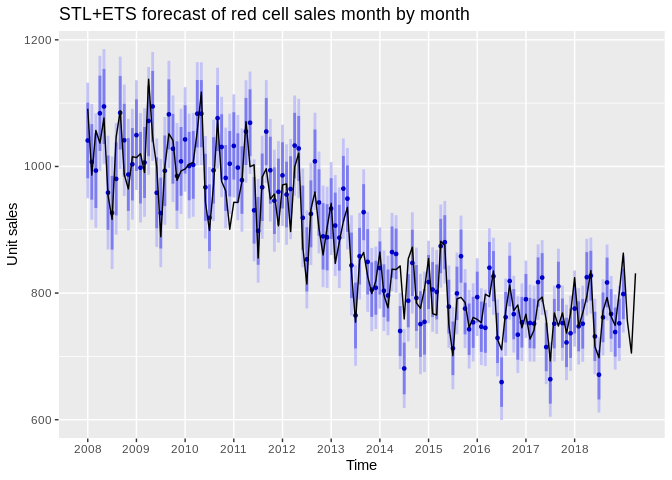 STL+ETS forecast of red cell sales month by month
1200
1000
800
600
Unit sales
2008 2009 2010 2011 2012 2013 2014 2015 2016 2017 2018
Time